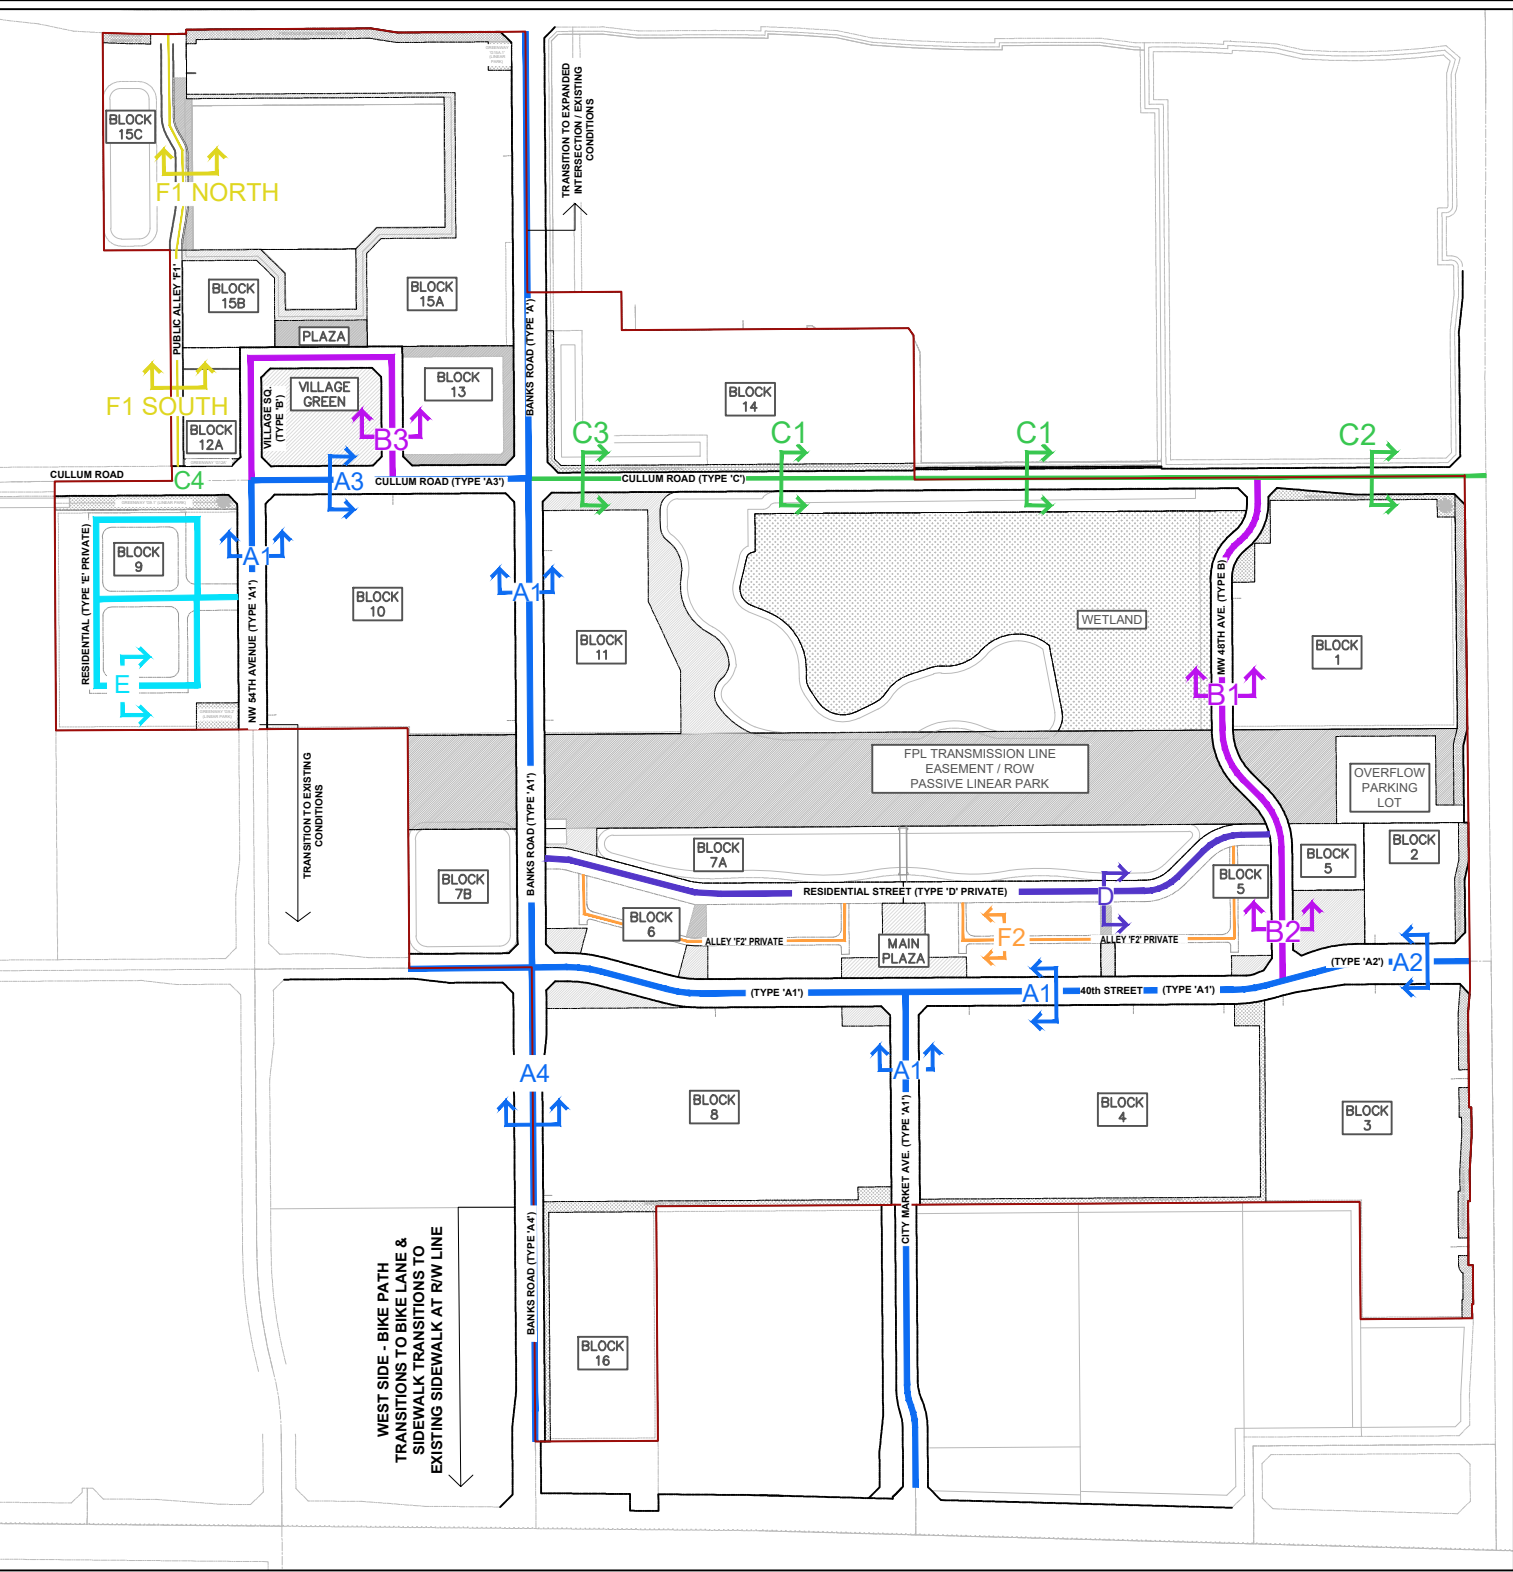 TRANSITION TO EXPANDED
INTERSECTION / EXISTING
CONDITIONS
BLOCK
15C
F1 NORTH
PUBLIC ALLEY 'F1'
BLOCK
15B
BLOCK
15A
PLAZA
BANKS ROAD (TYPE 'A')
VILLAGE
GREEN
VILLAGE SQ.
(TYPE 'B')
BLOCK
13
BLOCK
14
F1 SOUTH
BLOCK
12A
B3
C3
C1
C1
C2
CULLUM ROAD
C4
A3
CULLUM ROAD (TYPE 'A3')
CULLUM ROAD (TYPE 'C')
RESIDENTIAL (TYPE 'E' PRIVATE)
BLOCK
9
A1
BLOCK
10
A1
BLOCK
11
WETLAND
MW 48TH AVE. (TYPE B)
BLOCK
1
E
NW 54TH AVENUE (TYPE 'A1')
B1
TRANSITION TO EXISTING
CONDITIONS
FPL TRANSMISSION LINE
EASEMENT / ROW
PASSIVE LINEAR PARK
OVERFLOW
PARKING
LOT
BANKS ROAD (TYPE 'A1')
BLOCK
7A
BLOCK
7B
BLOCK
5
BLOCK
5
BLOCK
2
RESIDENTIAL STREET (TYPE 'D' PRIVATE)
D
BLOCK
6
ALLEY 'F2' PRIVATE
MAIN
PLAZA
F2
ALLEY 'F2' PRIVATE
B2
(TYPE 'A2')
A2
(TYPE 'A1')
A1
40th STREET
(TYPE 'A1')
A4
A1
BLOCK
8
BLOCK
4
BLOCK
3
CITY MARKET AVE. (TYPE 'A1')
BANKS ROAD (TYPE 'A4')
WEST SIDE - BIKE PATH
TRANSITIONS TO BIKE LANE &
SIDEWALK TRANSITIONS TO
EXISTING SIDEWALK AT R/W LINE
BLOCK
16